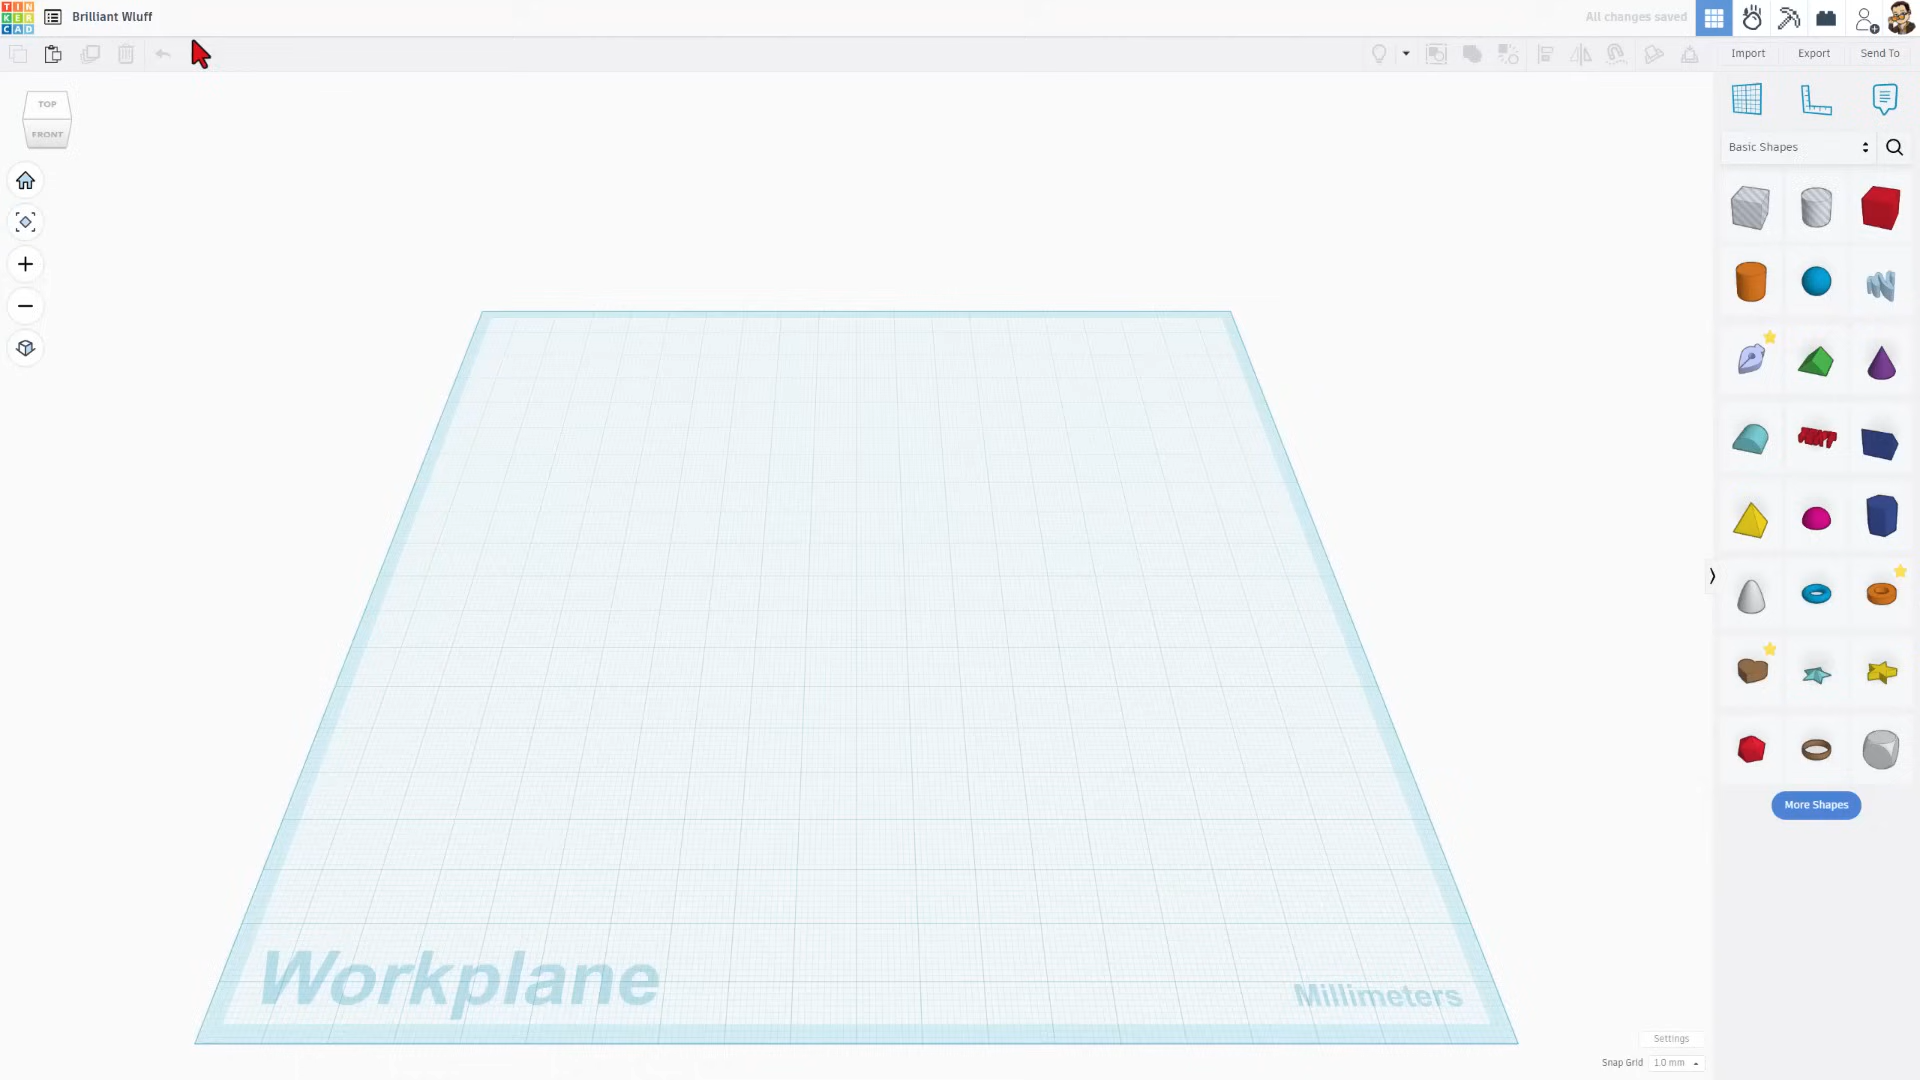 TIN
KER
CAD
Brilliant Wluff
All changes saved
Import
Export
Send To
TOP
FRONT
Basic Shapes
TEXT
More Shapes
Workplane
Millimeters
Settings
Snap Grid 1.0 mm